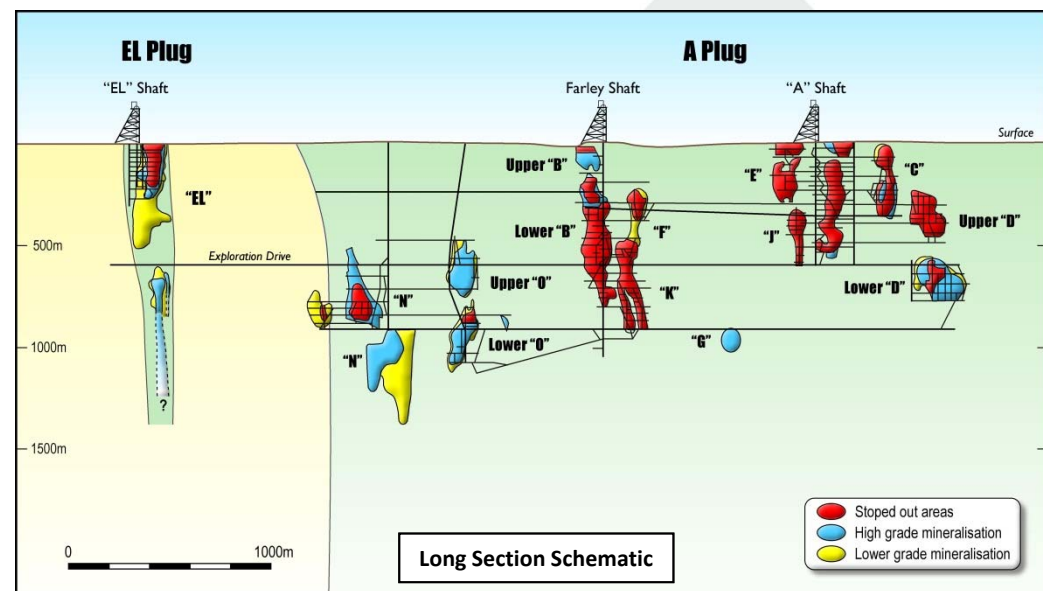 EL Plug
A Plug
"EL" Shaft
Farley Shaft
"A" Shaft
Surface
Upper "B"
"E"
"C"
"EL"
Lower "B"
"F"
"J"
Upper "D"
500m
Exploration Drive
Upper "O"
Lower "D"
"N"
"K"
"N"
Lower "O"
"G"
1000m
?
1500m
0
1000m
Long Section Schematic
Stoped out areas
High grade mineralisation
Lower grade mineralisation